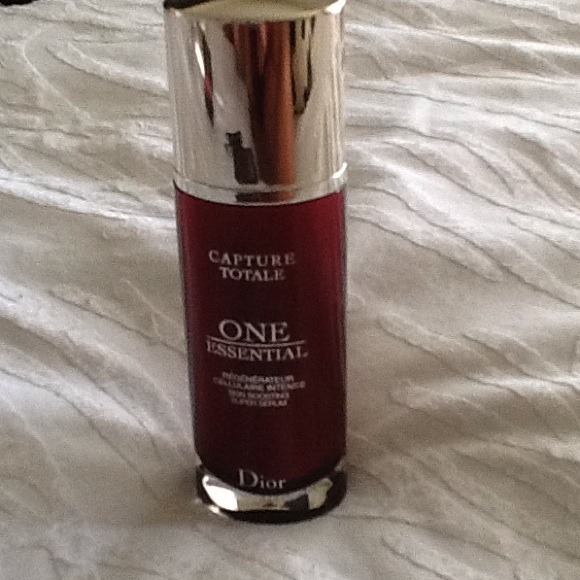 CAPTURE
TOTALE
ONE
ESSENTIAL
RÉGÉNÉRATEUR
CELLULAIRE INTENSE
SKIN BOOSTING
SUPER SERUM
Dior